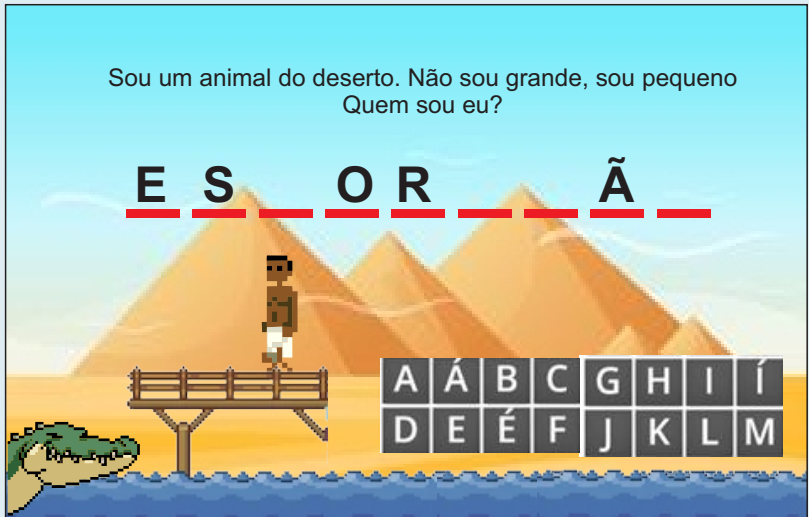 Sou um animal do deserto. Não sou grande, sou pequeno
Quem sou eu?
E S _ O R _ _ Ã _
A Á B C G H I Í
D E É F J K L M